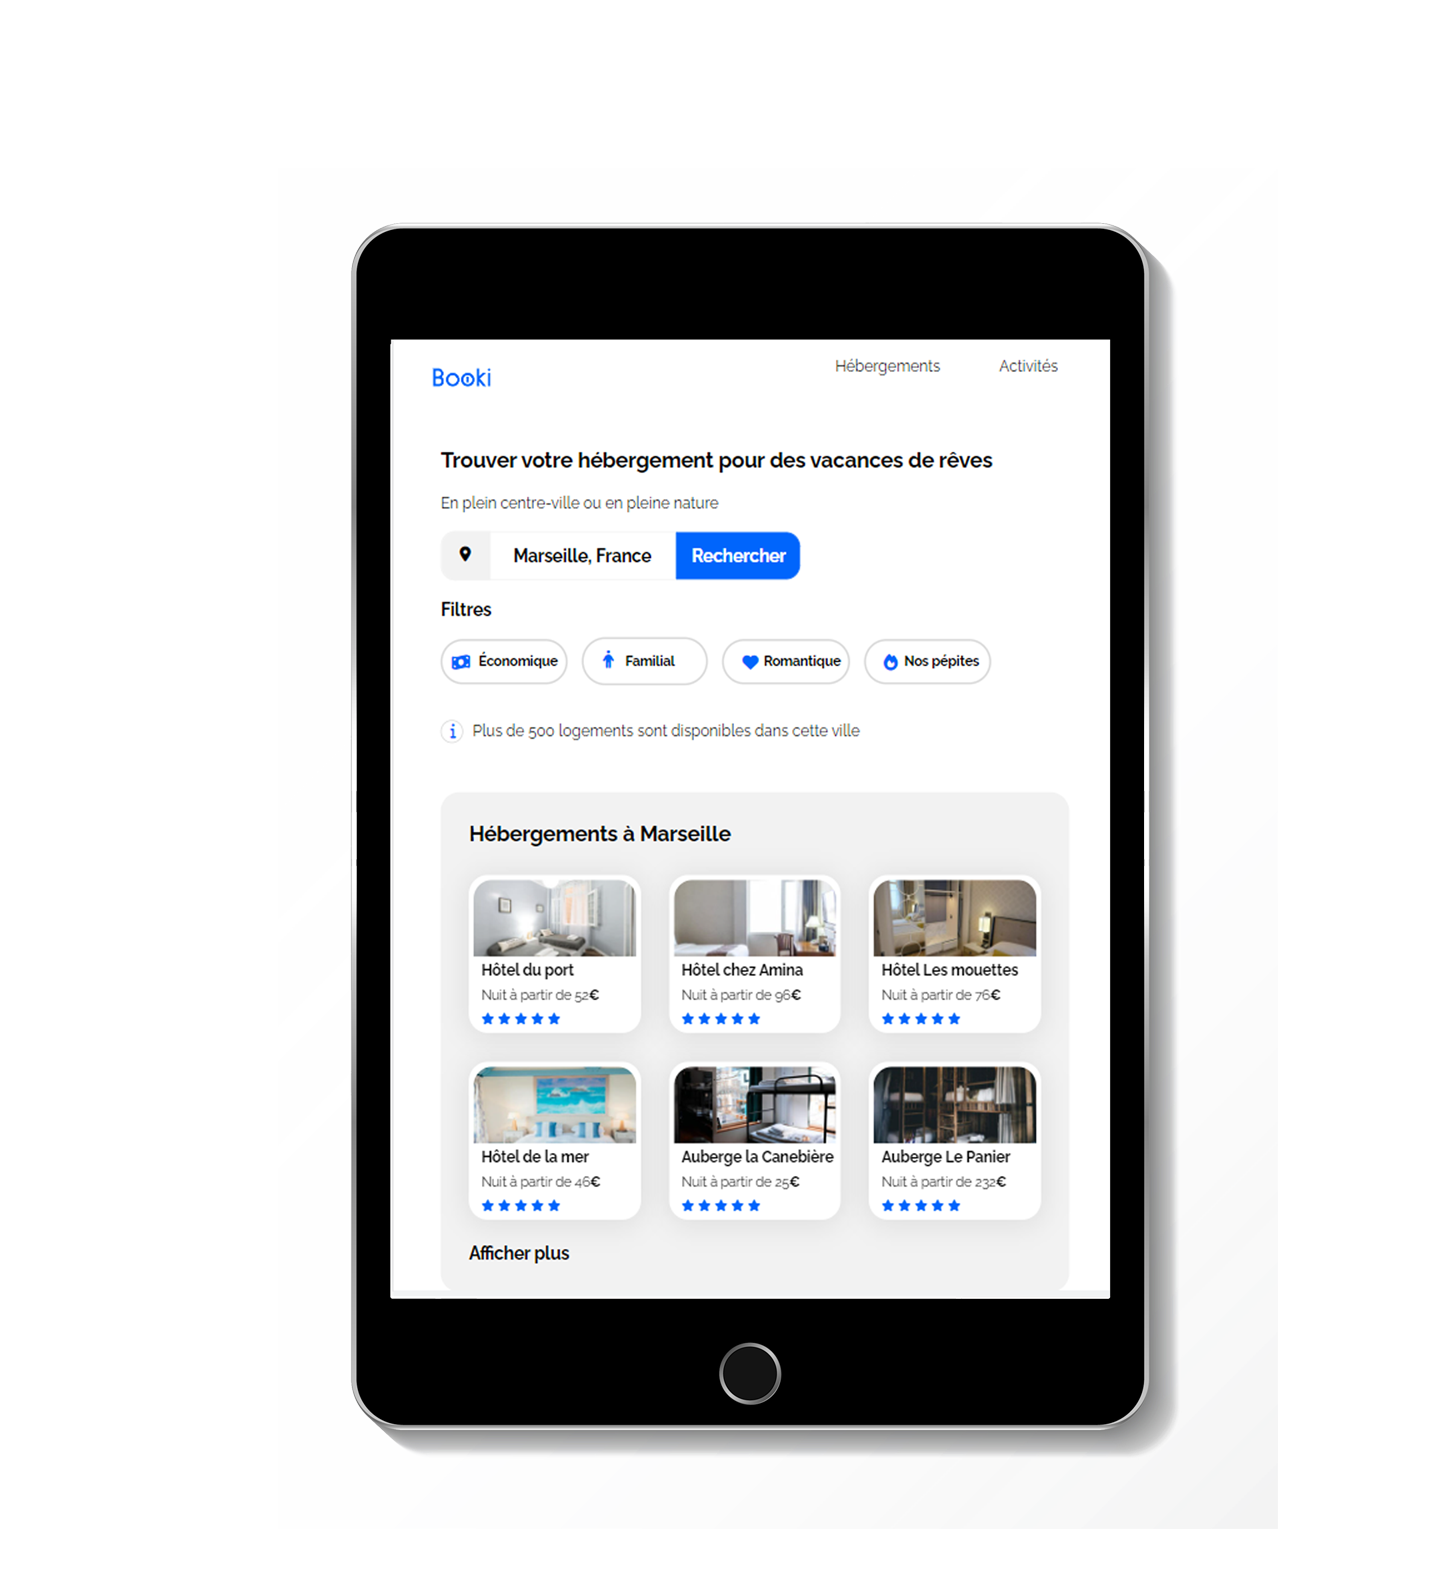 Booki
Hébergements
Activités
Trouver votre hébergement pour des vacances de rêves
En plein centre-ville ou en pleine nature
Marseille, France
Rechercher
Filtres
Économique
Familial
Romantique
Nos pépites
Plus de 500 logements sont disponibles dans cette ville
Hébergements à Marseille
Hôtel du port
Nuit à partir de 52€
Hôtel chez Amina
Nuit à partir de 96€
Hôtel Les mouettes
Nuit à partir de 76€
Hôtel de la mer
Nuit à partir de 46€
Auberge la Canebière
Nuit à partir de 25€
Auberge Le Panier
Nuit à partir de 232€
Afficher plus